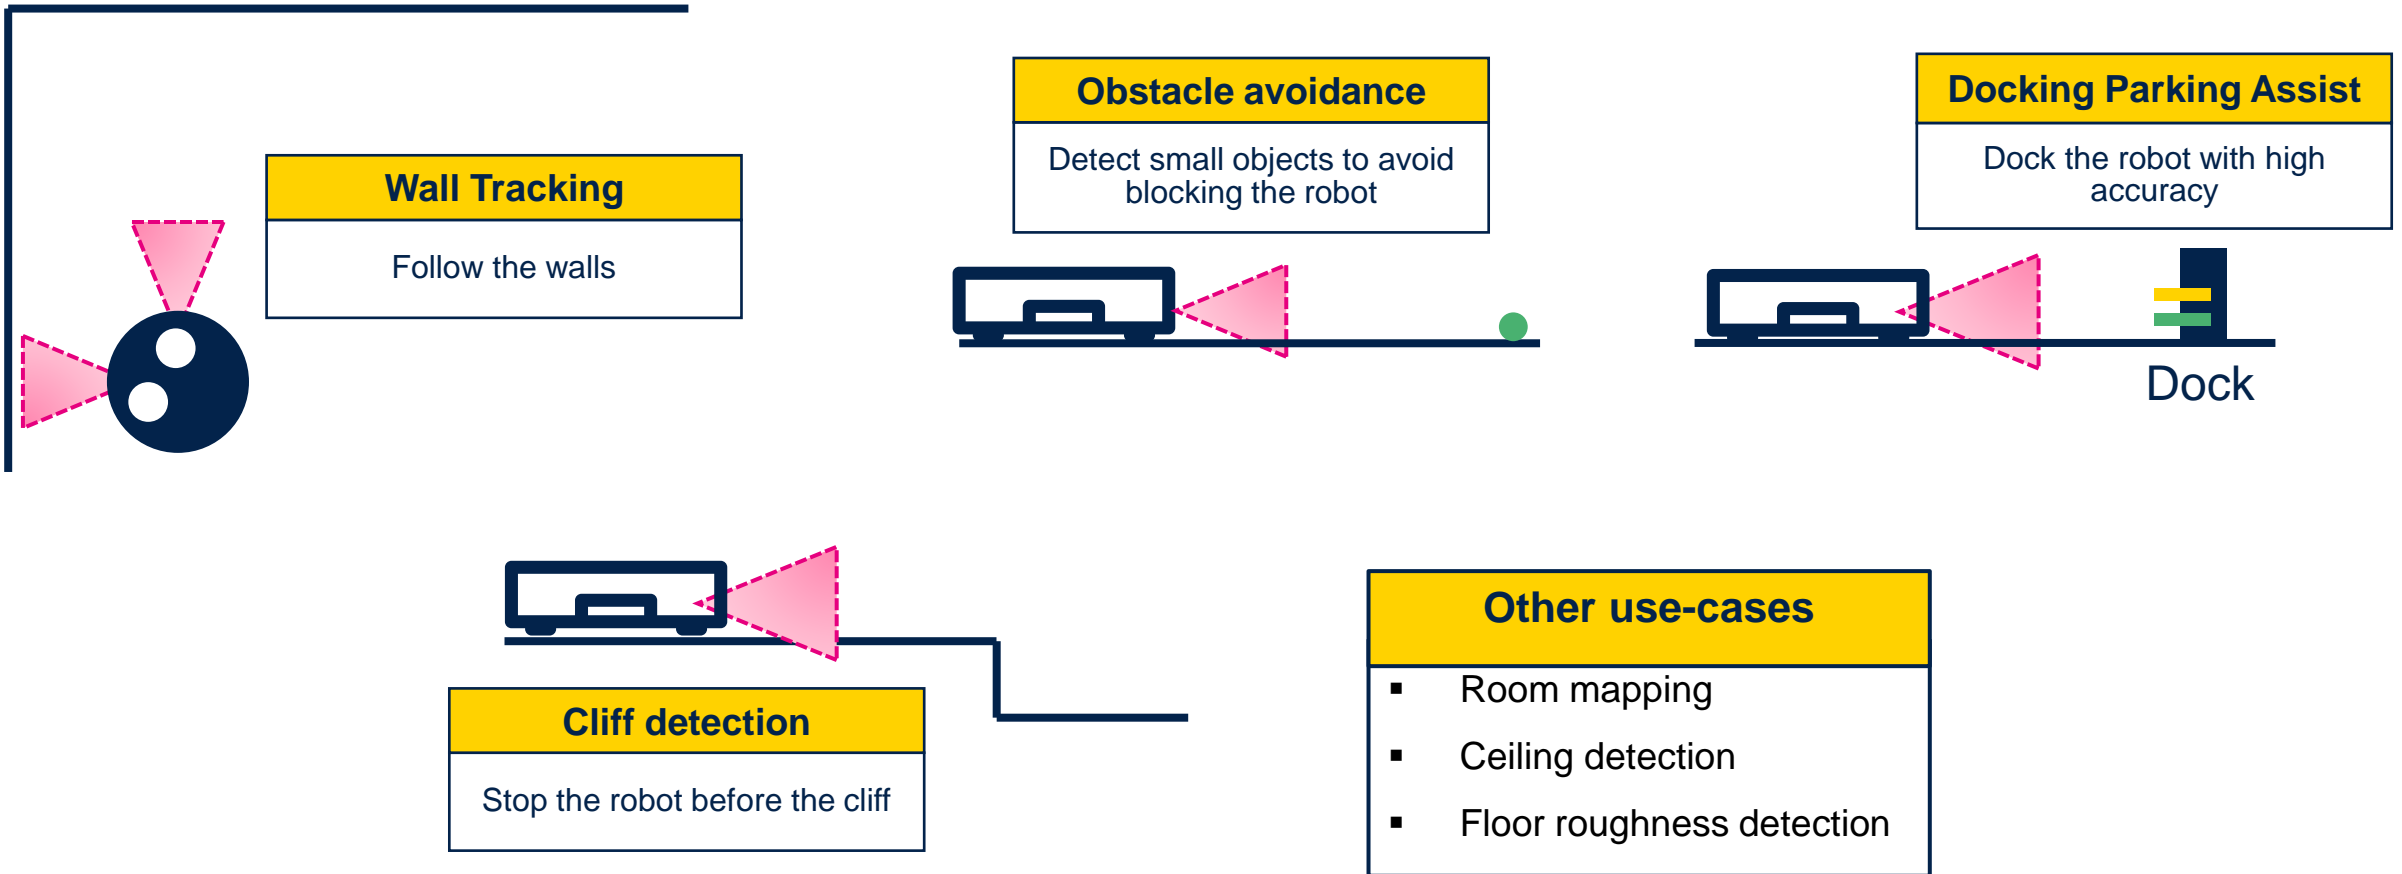 Wall Tracking
Follow the walls
Obstacle avoidance
Detect small objects to avoid
blocking the robot
Docking Parking Assist
Dock the robot with high
accuracy
Dock
Cliff detection
Stop the robot before the cliff
Other use-cases
▪ Room mapping
▪ Ceiling detection
▪ Floor roughness detection